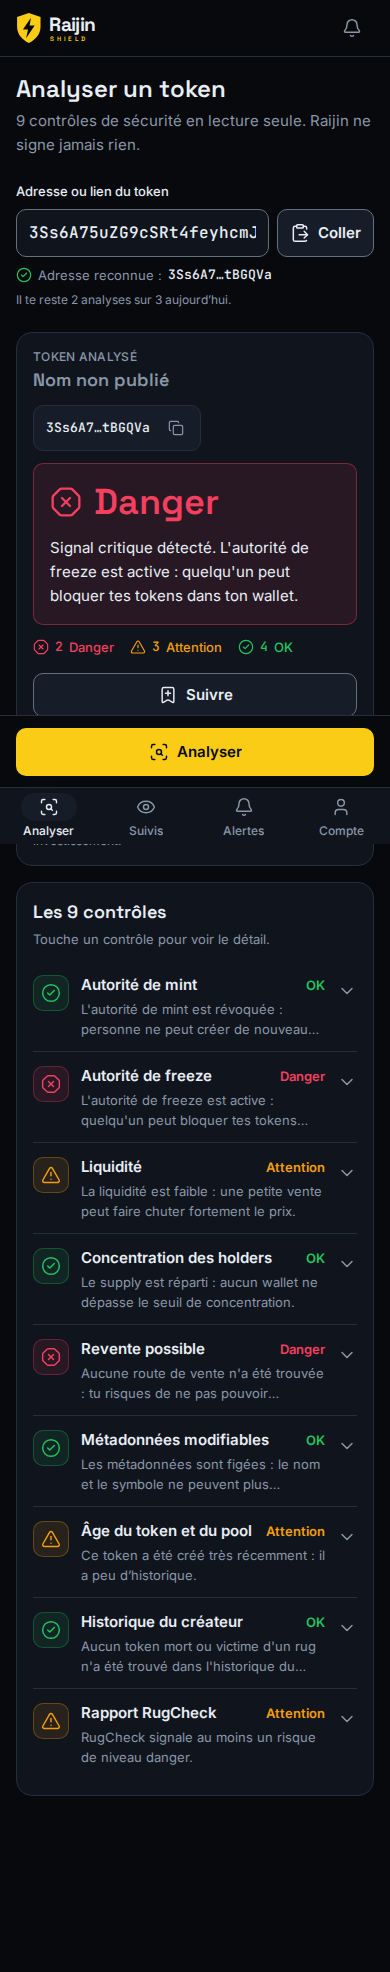 Raijin
SHIELD
Analyser un token
9 contrôles de sécurité en lecture seule. Raijin ne
signe jamais rien.
Adresse ou lien du token
3Ss6A75uZG9cSRt4feyhcmJ
Coller
Adresse reconnue : 3Ss6A7…tBGQVa
Il te reste 2 analyses sur 3 aujourd'hui.
TOKEN ANALYSÉ
Nom non publié
3Ss6A7…tBGQVa
Danger
Signal critique détecté. L'autorité de
freeze est active : quelqu'un peut
bloquer tes tokens dans ton wallet.
2 Danger 3 Attention 4 OK
Suivre
Analyser
Analyser Suivis Alertes Compte
Les 9 contrôles
Touche un contrôle pour voir le détail.
Autorité de mint OK
L'autorité de mint est révoquée :
personne ne peut créer de nouveau…
Autorité de freeze Danger
L'autorité de freeze est active :
quelqu'un peut bloquer tes tokens…
Liquidité Attention
La liquidité est faible : une petite vente
peut faire chuter fortement le prix.
Concentration des holders OK
Le supply est réparti : aucun wallet ne
dépasse le seuil de concentration.
Revente possible Danger
Aucune route de vente n'a été trouvée
: tu risques de ne pas pouvoir…
Métadonnées modifiables OK
Les métadonnées sont figées : le nom
et le symbole ne peuvent plus…
Âge du token et du pool Attention
Ce token a été créé très récemment : il
a peu d'historique.
Historique du créateur OK
Aucun token mort ou victime d'un rug
n'a été trouvé dans l'historique du…
Rapport RugCheck Attention
RugCheck signale au moins un risque
de niveau danger.